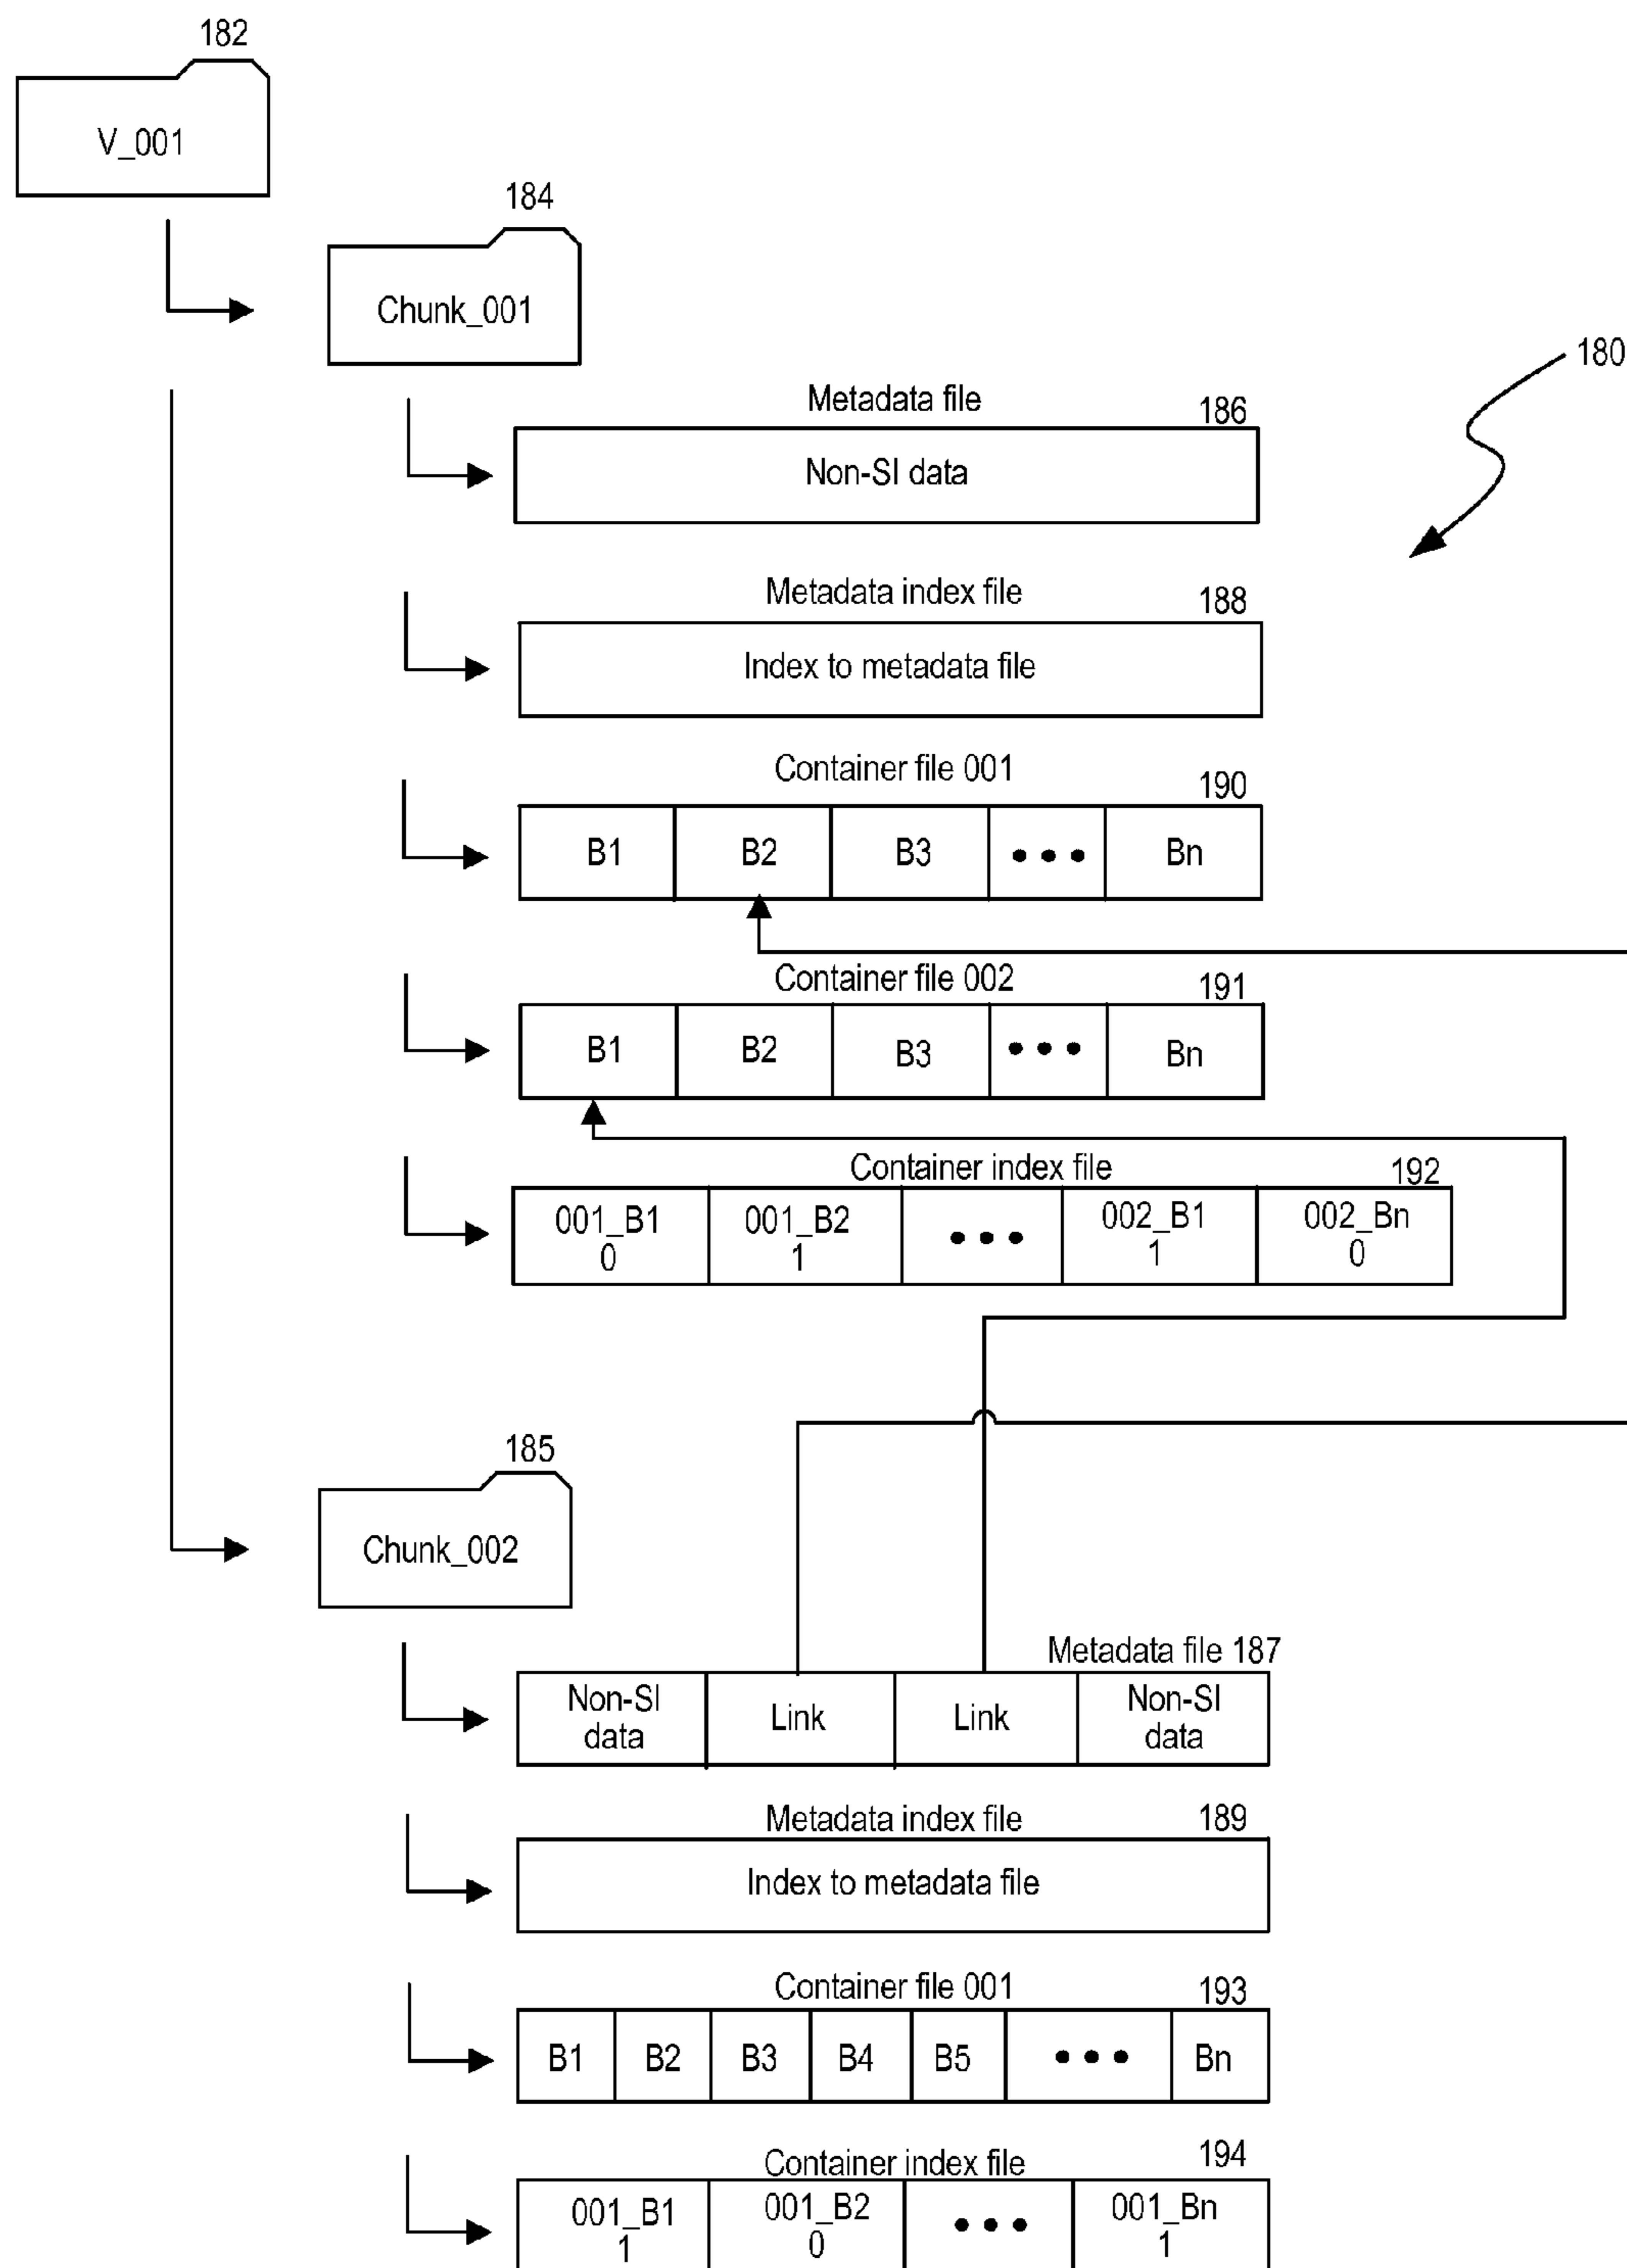 182
V_001
184
Chunk_001
180
Metadata file
186
Non-SI data
Metadata index file
188
Index to metadata file
Container file 001
190
B1 B2 B3 ••• Bn
Container file 002
191
B1 B2 B3 ••• Bn
Container index file
192
001_B1 001_B2 ••• 002_B1 002_Bn
0 1 1 0
185
Chunk_002
Metadata file 187
Non-SI Link Link Non-SI
data data
Metadata index file
189
Index to metadata file
Container file 001
193
B1 B2 B3 B4 B5 ••• Bn
Container index file
194
001_B1 001_B2 ••• 001_Bn
1 0 1